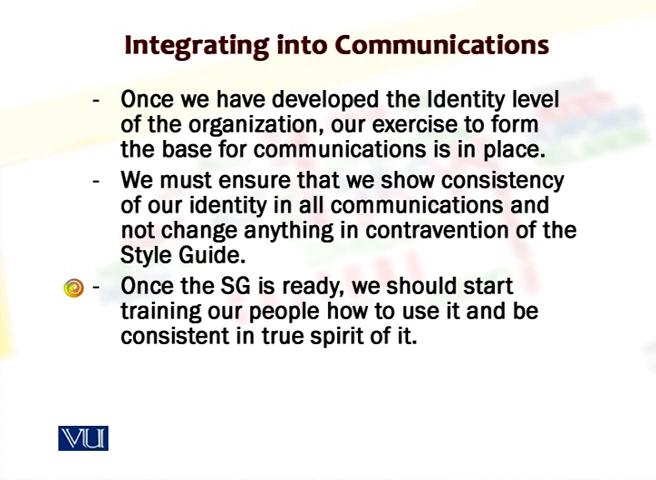 Integrating into Communications
- Once we have developed the Identity level
of the organization, our exercise to form
the base for communications is in place.
- We must ensure that we show consistency
of our identity in all communications and
not change anything in contravention of the
Style Guide.
- Once the SG is ready, we should start
training our people how to use it and be
consistent in true spirit of it.
VU